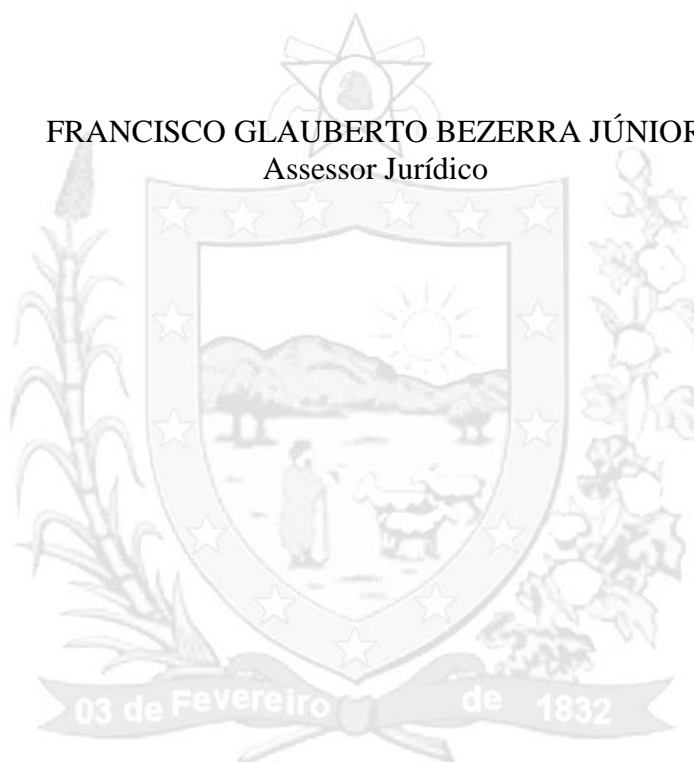 FRANCISCO GLAUBERTO BEZERRA JÚNIOR
Assessor Jurídico
03 de Fevereiro de 1832